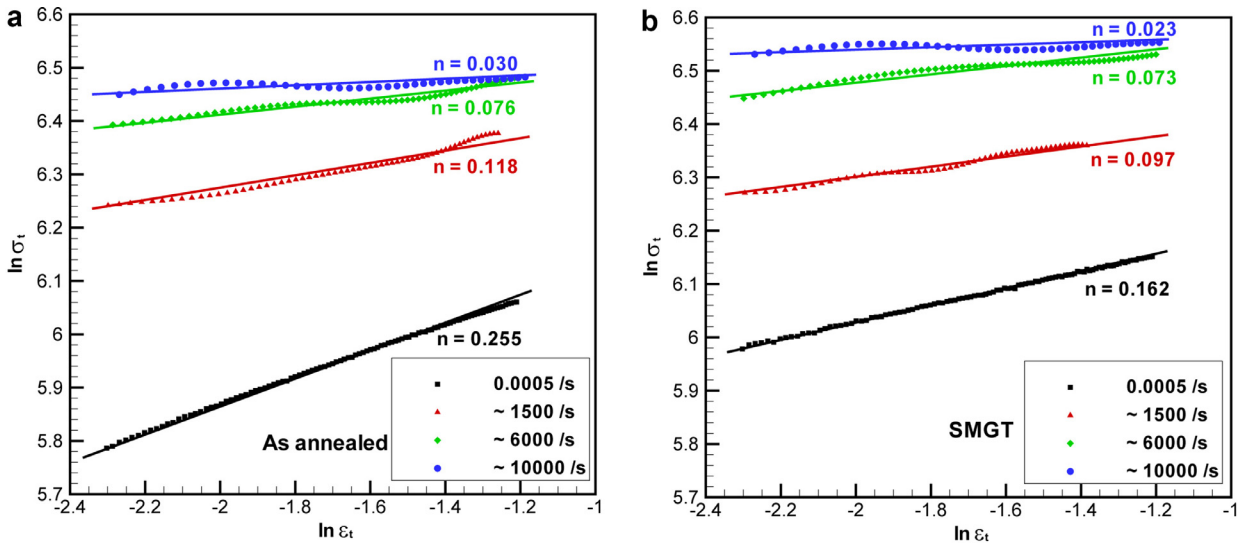 a
6.6
6.5
6.4
6.3
6.2
6.1
6
5.9
5.8
5.7
ln σt
n = 0.030
n = 0.076
n = 0.118
n = 0.255
As annealed
0.0005 /s
~ 1500 /s
~ 6000 /s
~ 10000 /s
-2.4 -2.2 -2 -1.8 -1.6 -1.4 -1.2 -1
ln εt
b
6.6
6.5
6.4
6.3
6.2
6.1
6
5.9
5.8
5.7
ln σt
n = 0.023
n = 0.073
n = 0.097
n = 0.162
SMGT
0.0005 /s
~ 1500 /s
~ 6000 /s
~ 10000 /s
-2.4 -2.2 -2 -1.8 -1.6 -1.4 -1.2 -1
ln εt